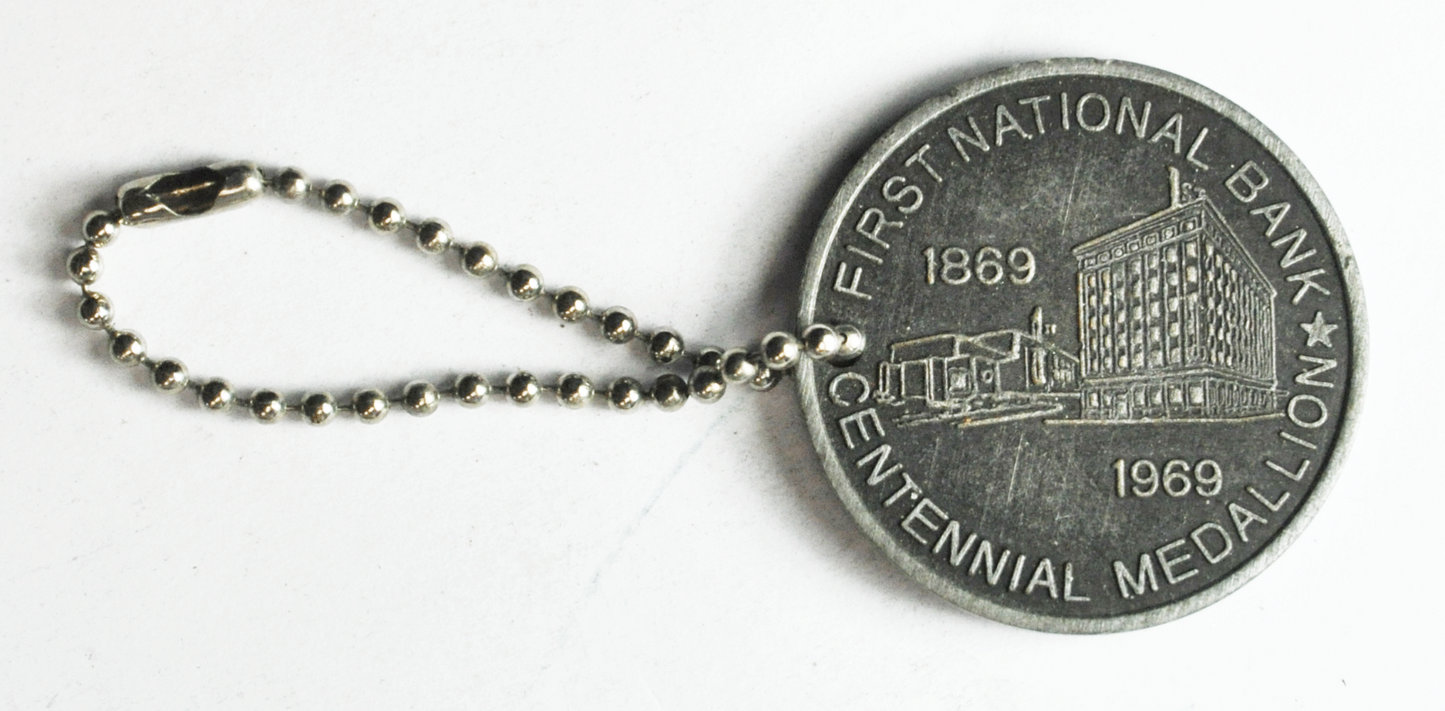 FIRST NATIONAL BANK
1869
1969
CENTENNIAL MEDALLION